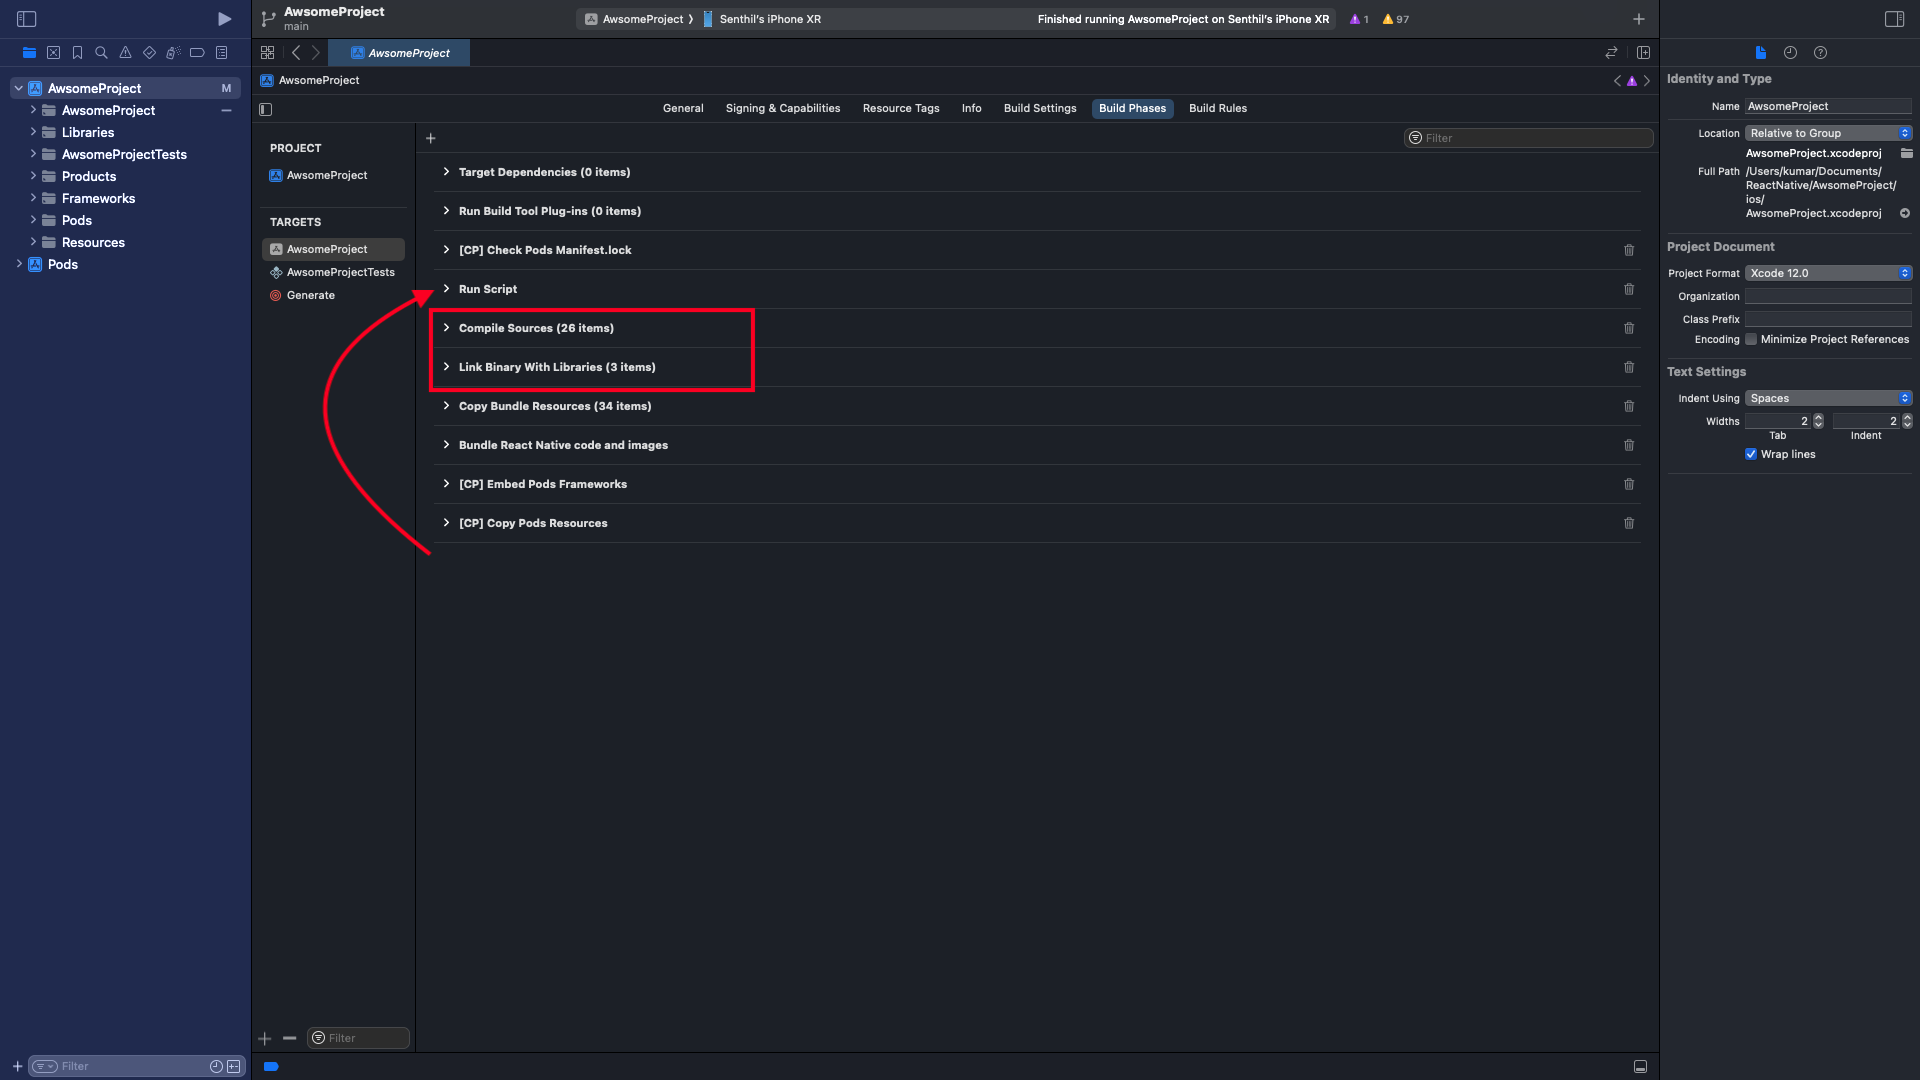 AwsomeProject
main
AwsomeProject
Senthil's iPhone XR
Finished running AwsomeProject on Senthil's iPhone XR
1
97
AwsomeProject
AwsomeProject
General
Signing & Capabilities
Resource Tags
Info
Build Settings
Build Phases
Build Rules
AwsomeProject
M
AwsomeProject
Libraries
AwsomeProjectTests
Products
Frameworks
Pods
Resources
Pods
Filter
PROJECT
AwsomeProject
TARGETS
AwsomeProject
AwsomeProjectTests
Generate
Filter
Filter
Target Dependencies (0 items)
Run Build Tool Plug-ins (0 items)
[CP] Check Pods Manifest.lock
Run Script
Compile Sources (26 items)
Link Binary With Libraries (3 items)
Copy Bundle Resources (34 items)
Bundle React Native code and images
[CP] Embed Pods Frameworks
[CP] Copy Pods Resources
Identity and Type
Name AwsomeProject
Location Relative to Group
AwsomeProject.xcodeproj
Full Path /Users/kumar/Documents/
ReactNative/AwsomeProject/
ios/
AwsomeProject.xcodeproj
Project Document
Project Format Xcode 12.0
Organization
Class Prefix
Encoding Minimize Project References
Text Settings
Indent Using Spaces
Widths 2 2
Tab Indent
Wrap lines